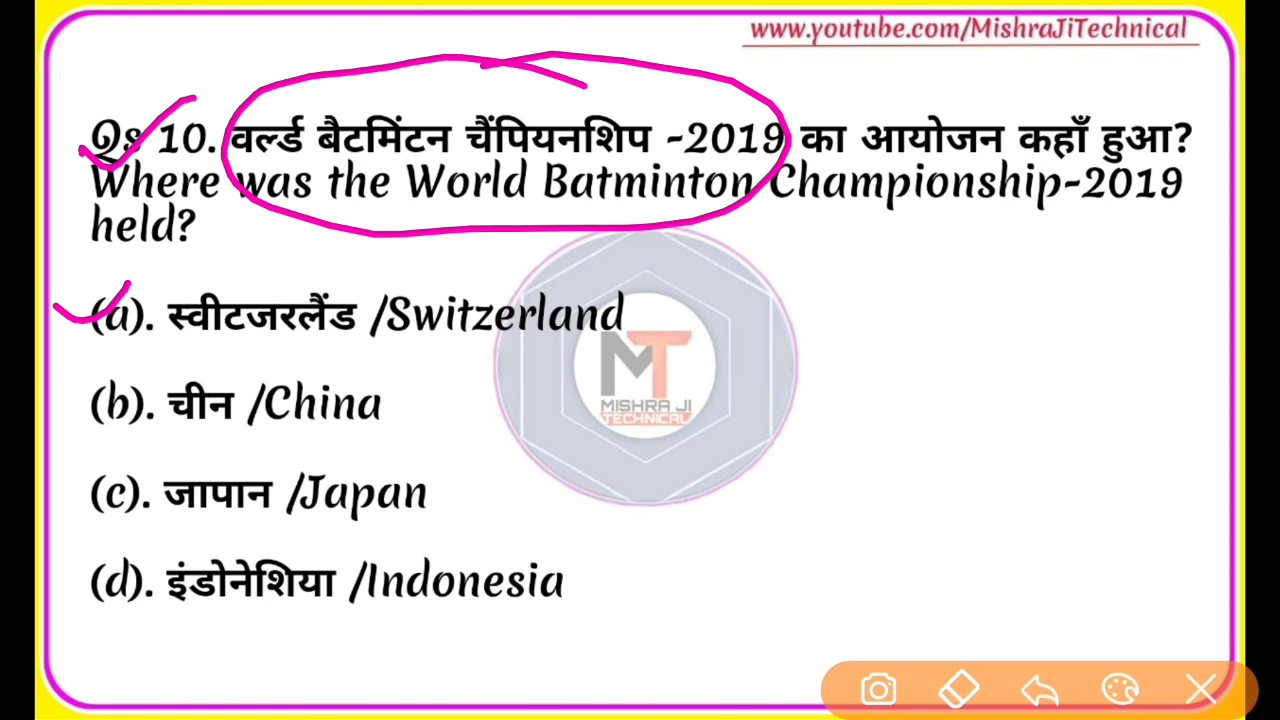 www.youtube.com/MishraJiTechnical
Qs 10. वर्ल्ड बैटमिंटन चैंपियनशिप -2019 का आयोजन कहाँ हुआ?
Where was the World Batminton Championship-2019
held?
(a). स्वीटजरलैंड /Switzerland
(b). चीन /China
(c). जापान /Japan
(d). इंडोनेशिया /Indonesia
MT
MISHRA JI
TECHNICAL